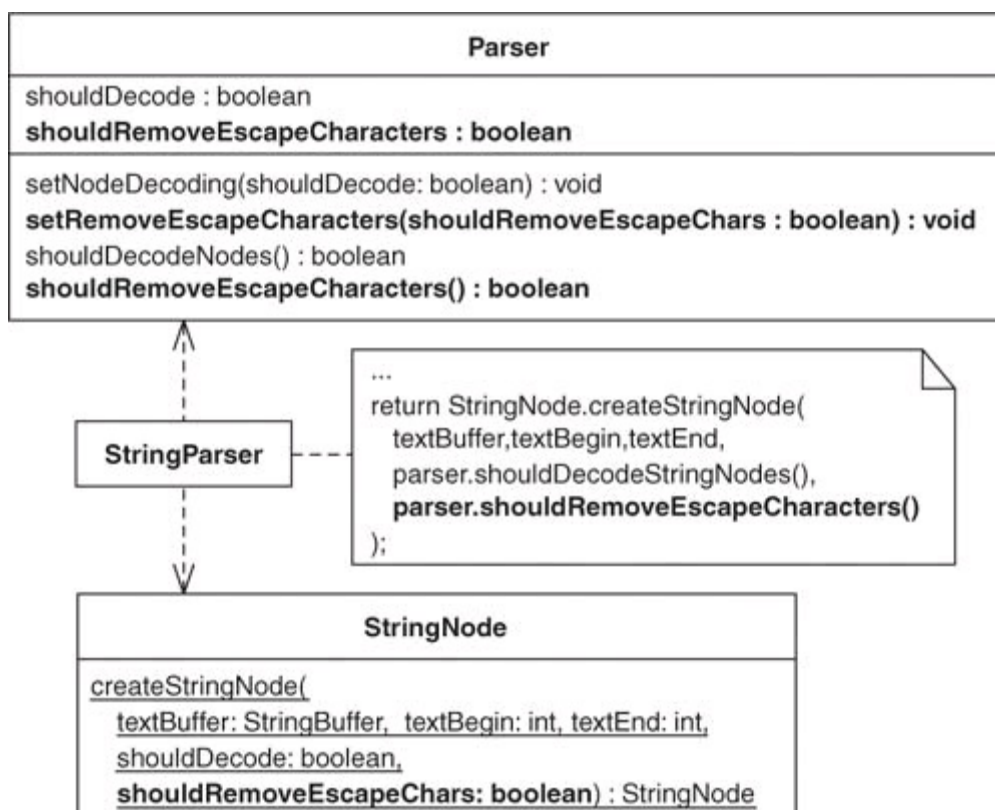 Parser
shouldDecode : boolean
shouldRemoveEscapeCharacters : boolean
setNodeDecoding(shouldDecode: boolean) : void
setRemoveEscapeCharacters(shouldRemoveEscapeChars : boolean) : void
shouldDecodeNodes() : boolean
shouldRemoveEscapeCharacters() : boolean
StringParser
...
return StringNode.createStringNode(
textBuffer,textBegin,textEnd,
parser.shouldDecodeStringNodes(),
parser.shouldRemoveEscapeCharacters()
);
StringNode
createStringNode(
textBuffer: StringBuffer, textBegin: int, textEnd: int,
shouldDecode: boolean,
shouldRemoveEscapeChars: boolean) : StringNode